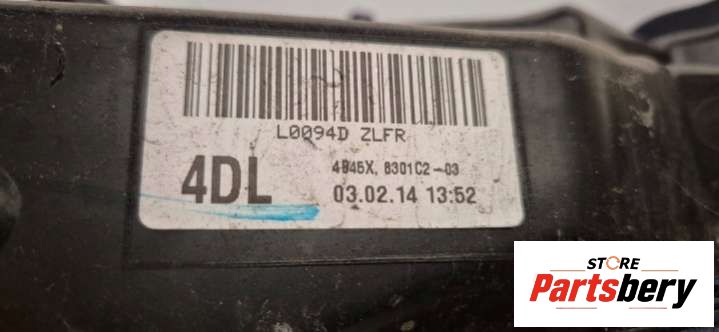 L0094D ZLFR
4B45X, 8301C2-03
4DL
03.02.14 13:52
STORE
Partsbery